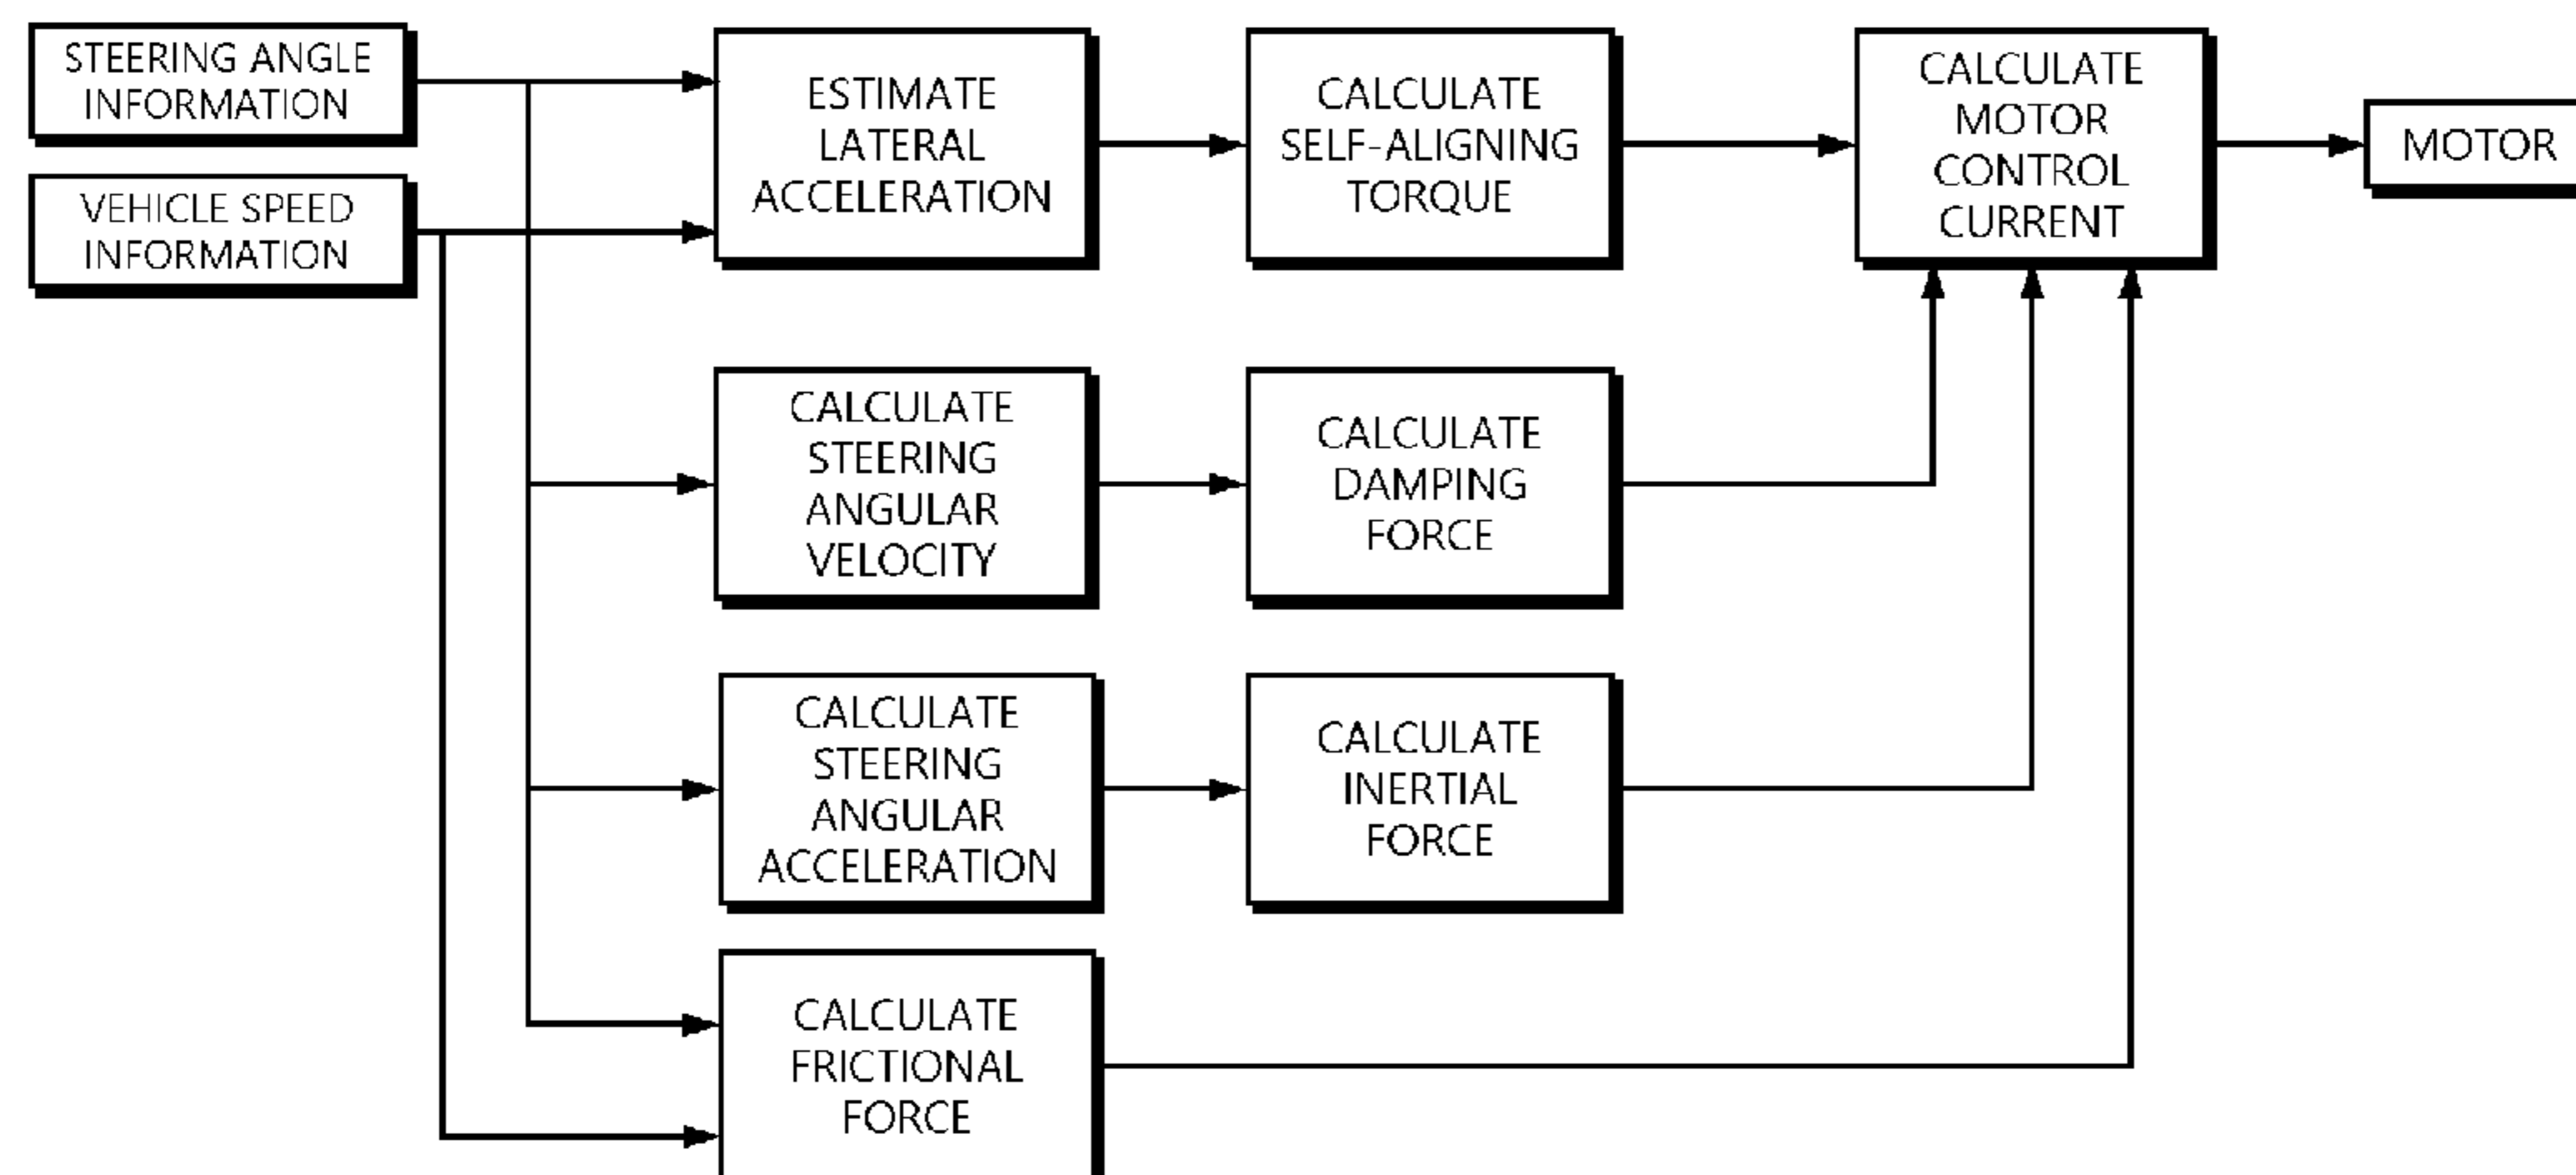 STEERING ANGLE
INFORMATION
VEHICLE SPEED
INFORMATION
ESTIMATE
LATERAL
ACCELERATION
CALCULATE
SELF-ALIGNING
TORQUE
CALCULATE
MOTOR
CONTROL
CURRENT
MOTOR
CALCULATE
STEERING
ANGULAR
VELOCITY
CALCULATE
DAMPING
FORCE
CALCULATE
STEERING
ANGULAR
ACCELERATION
CALCULATE
INERTIAL
FORCE
CALCULATE
FRICTIONAL
FORCE